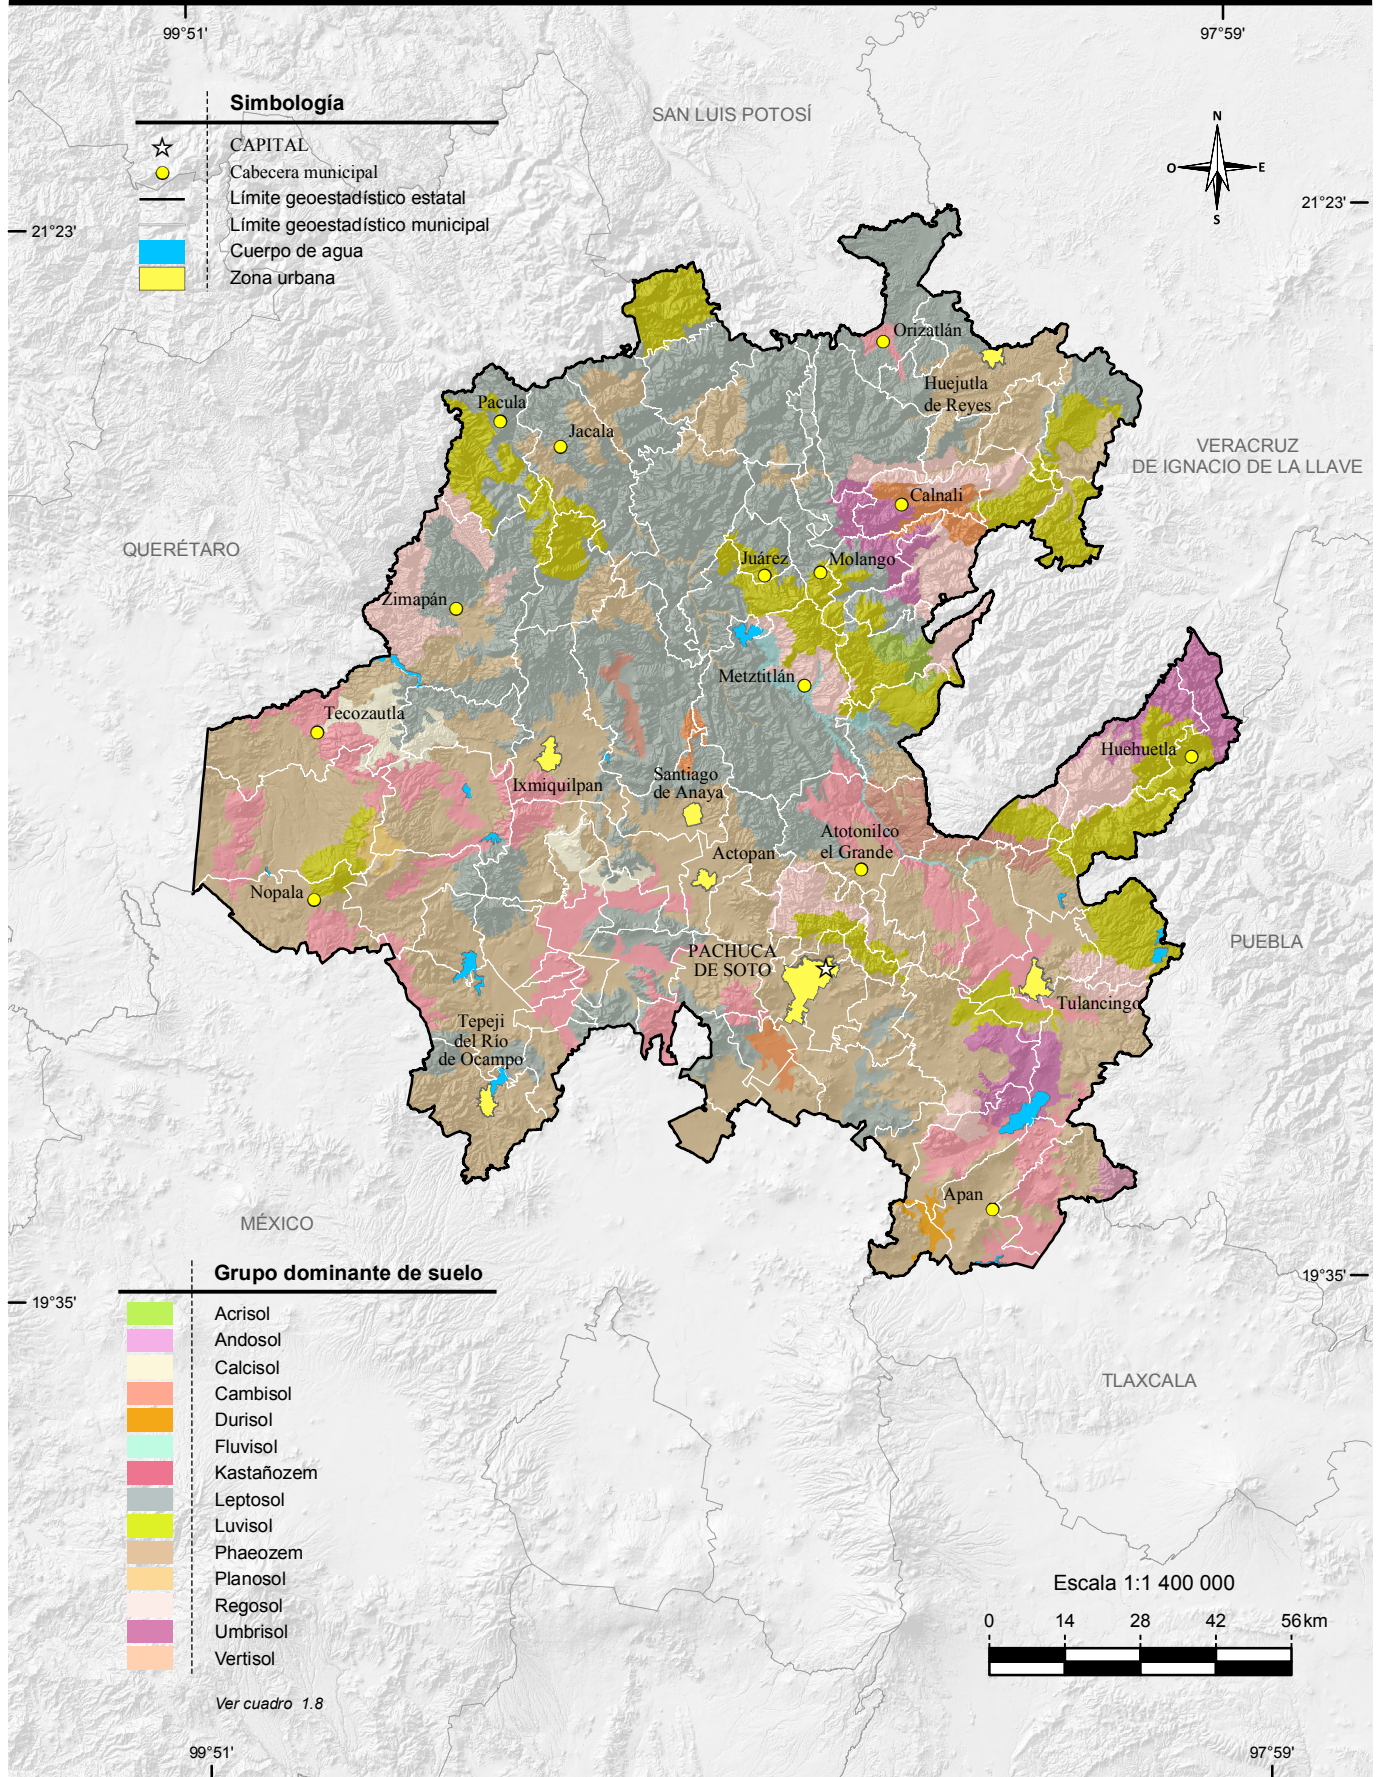 99°51'
97°59'
Simbología
CAPITAL
Cabecera municipal
Límite geoestadístico estatal
Límite geoestadístico municipal
Cuerpo de agua
Zona urbana
SAN LUIS POTOSÍ
N
O
E
S
21°23'
21°23'
Orizatlán
Huejutla
de Reyes
Pacula
Jacala
VERACRUZ
DE IGNACIO DE LA LLAVE
Calnali
QUERÉTARO
Juárez
Molango
Zimapán
Metztitlán
Tecozautla
Huehuetla
Ixmiquilpan
Santiago
de Anaya
Atotonilco
el Grande
Actopan
Nopala
PACHUCA
DE SOTO
PUEBLA
Tulancingo
Tepeji
del Río
de Ocampo
Apan
MÉXICO
19°35'
19°35'
Grupo dominante de suelo
Acrisol
Andosol
Calcisol
Cambisol
Durisol
Fluvisol
Kastañozem
Leptosol
Luvisol
Phaeozem
Planosol
Regosol
Umbrisol
Vertisol
Ver cuadro 1.8
TLAXCALA
Escala 1:1 400 000
0 14 28 42 56 km
99°51'
97°59'